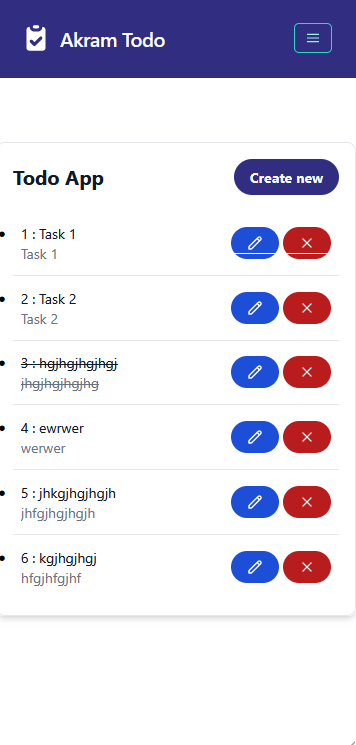 Akram Todo
Todo App
Create new
1 : Task 1
Task 1
2 : Task 2
Task 2
3 : hgjhgjhgjhgj
jhgjhgjhgjhg
4 : ewrwer
werwer
5 : jhkgjhgjhgjh
jhfgjhgjhgjh
6 : kgjhgjhgj
hfgjhfgjhf